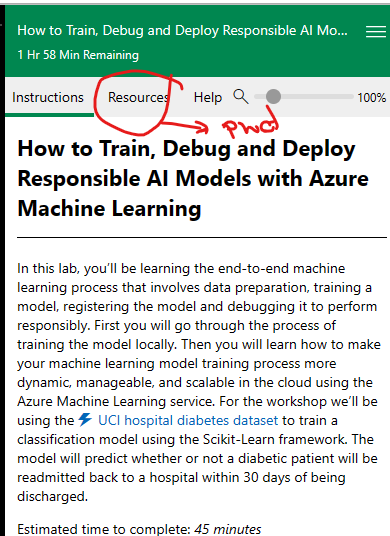 How to Train, Debug and Deploy Responsible AI Mo...
1 Hr 58 Min Remaining
Instructions Resources Help 100%
pwd
How to Train, Debug and Deploy
Responsible AI Models with Azure
Machine Learning
In this lab, you'll be learning the end-to-end machine
learning process that involves data preparation, training a
model, registering the model and debugging it to perform
responsibly. First you will go through the process of
training the model locally. Then you will learn how to make
your machine learning model training process more
dynamic, manageable, and scalable in the cloud using the
Azure Machine Learning service. For the workshop we'll be
using the UCI hospital diabetes dataset to train a
classification model using the Scikit-Learn framework. The
model will predict whether or not a diabetic patient will be
readmitted back to a hospital within 30 days of being
discharged.
Estimated time to complete: 45 minutes